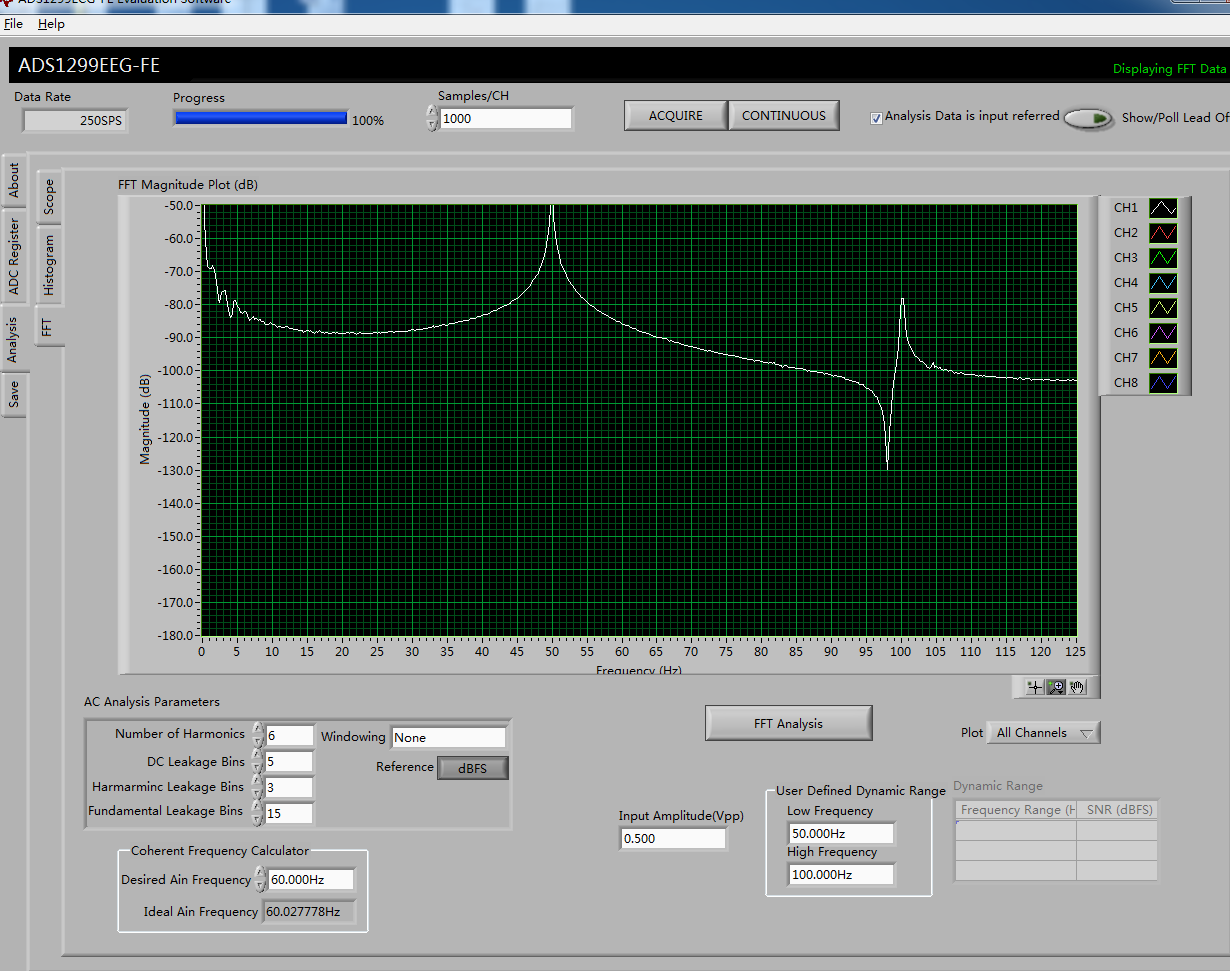 ADS1299EEG-FE Evaluation Software
File Help
ADS1299EEG-FE
Displaying FFT Data
Data Rate
250SPS
Progress
100%
Samples/CH
1000
ACQUIRE
CONTINUOUS
Analysis Data is input referred
Show/Poll Lead Of
About
ADC Register
Analysis
Save
Scope
Histogram
FFT
FFT Magnitude Plot (dB)
Magnitude (dB)
-50.0
-60.0
-70.0
-80.0
-90.0
-100.0
-110.0
-120.0
-130.0
-140.0
-150.0
-160.0
-170.0
-180.0
0 5 10 15 20 25 30 35 40 45 50 55 60 65 70 75 80 85 90 95 100 105 110 115 120 125
Frequency (Hz)
CH1
CH2
CH3
CH4
CH5
CH6
CH7
CH8
AC Analysis Parameters
Number of Harmonics 6
DC Leakage Bins 5
Harmarminc Leakage Bins 3
Fundamental Leakage Bins 15
Windowing None
Reference dBFS
Coherent Frequency Calculator
Desired Ain Frequency 60.000Hz
Ideal Ain Frequency 60.027778Hz
FFT Analysis
Plot All Channels
Input Amplitude(Vpp)
0.500
User Defined Dynamic Range
Low Frequency
50.000Hz
High Frequency
100.000Hz
Dynamic Range
Frequency Range (H SNR (dBFS)